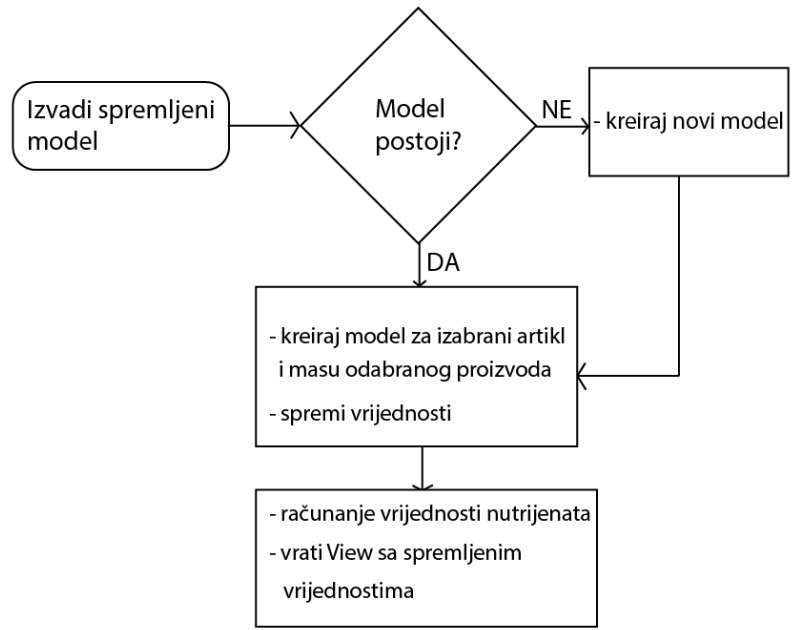 Izvadi spremljeni
model
Model
postoji?
NE
- kreiraj novi model
DA
- kreiraj model za izabrani artikl
i masu odabranog proizvoda
- spremi vrijednosti
- računanje vrijednosti nutrijenata
- vrati View sa spremljenim
vrijednostima